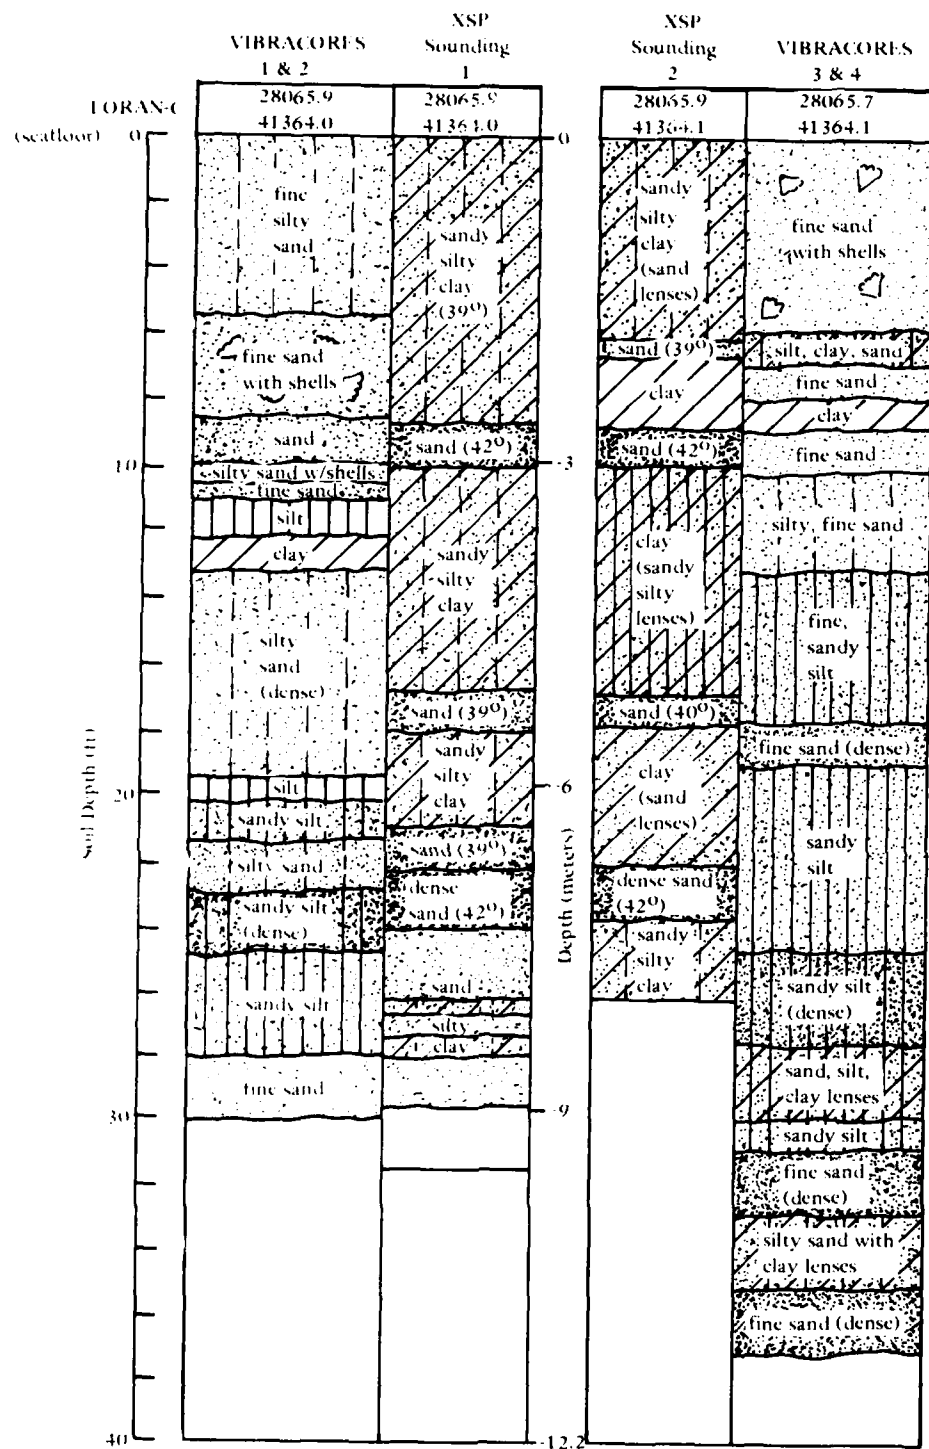 XSP
Sounding
1
VIBRACORES
1 & 2
XSP
Sounding
2
VIBRACORES
3 & 4
LORAN-C
28065.9
41364.0
28065.9
41364.0
28065.9
41364.1
28065.7
41364.1
(seafloor) 0
10
20
30
40
Soil Depth (ft)
fine
silty
sand
fine sand
with shells
sand
silty sand w/shells
fine sand
silt
clay
silty
sand
(dense)
silt
sandy silt
silty sand
sandy silt
(dense)
sandy silt
fine sand
sandy
silty
clay
(39°)
sand (42°)
sandy
silty
clay
sand (39°)
sandy
silty
clay
sand (39°)
dense
sand (42°)
sand
silty
clay
0
-3
-6
-9
-12.2
Depth (meters)
sandy
silty
clay
(sand
lenses)
sand (39°)
clay
sand (42°)
clay
(sandy
silty
lenses)
sand (40°)
clay
(sand
lenses)
dense sand
(42°)
sandy
silty
clay
fine sand
with shells
silt, clay, sand
fine sand
clay
fine sand
silty, fine sand
fine,
sandy
silt
fine sand (dense)
sandy
silt
sandy silt
(dense)
sand, silt,
clay lenses
sandy silt
fine sand
(dense)
silty sand with
clay lenses
fine sand (dense)